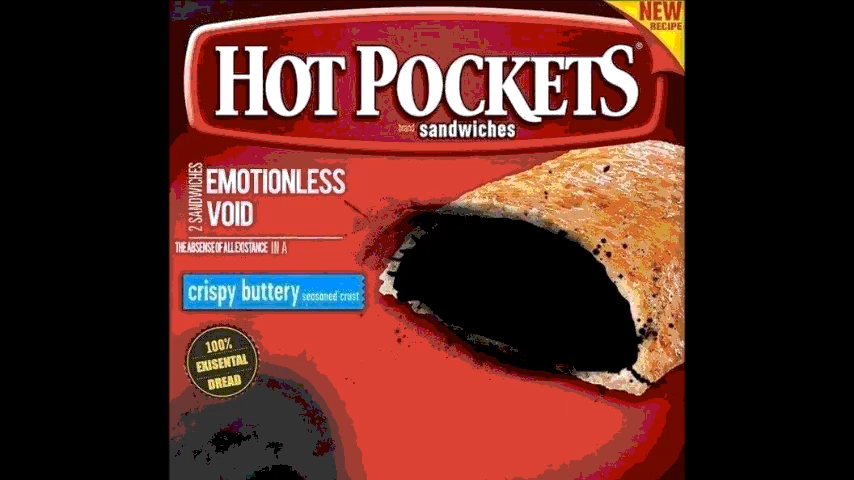 NEW
RECIPE
HOT POCKETS®
brand sandwiches
2 SANDWICHES
EMOTIONLESS
VOID
THE ABSENSE OF ALL EXOSTANCE IN A
crispy buttery seasoned crust
100%
EXISENTAL
DREAD